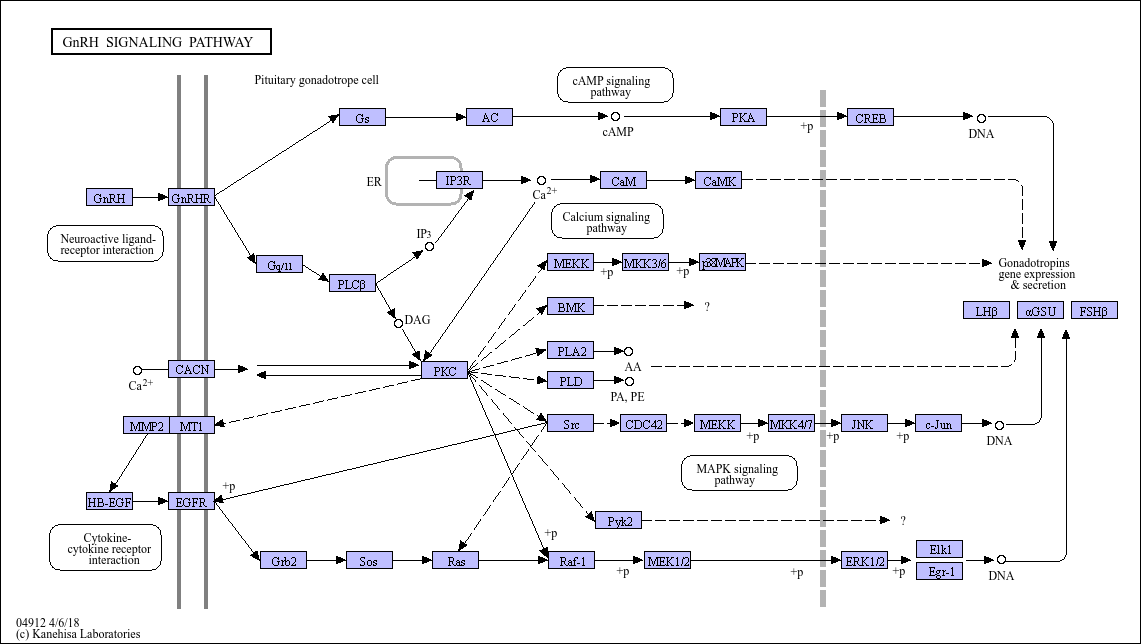 GnRH SIGNALING PATHWAY
Pituitary gonadotrope cell
cAMP signaling
pathway
Gs
AC
cAMP
PKA
+p
CREB
DNA
ER
IP3R
Ca2+
CaM
CaMK
GnRH
GnRHR
Neuroactive ligand-
receptor interaction
Calcium signaling
pathway
IP3
Gq/11
PLCβ
DAG
MEKK
+p
MKK3/6
+p
p38MAPK
Gonadotropins
gene expression
& secretion
BMK
?
LHβ
αGSU
FSHβ
PLA2
AA
PLD
PA, PE
Ca2+
CACN
PKC
MMP2
MT1
Src
CDC42
MEKK
+p
MKK4/7
+p
JNK
+p
c-Jun
DNA
MAPK signaling
pathway
HB-EGF
EGFR
+p
Cytokine-
cytokine receptor
interaction
Pyk2
?
Grb2
Sos
Ras
+p
Raf-1
+p
MEK1/2
+p
ERK1/2
+p
Elk1
Egr-1
DNA
04912 4/6/18
(c) Kanehisa Laboratories